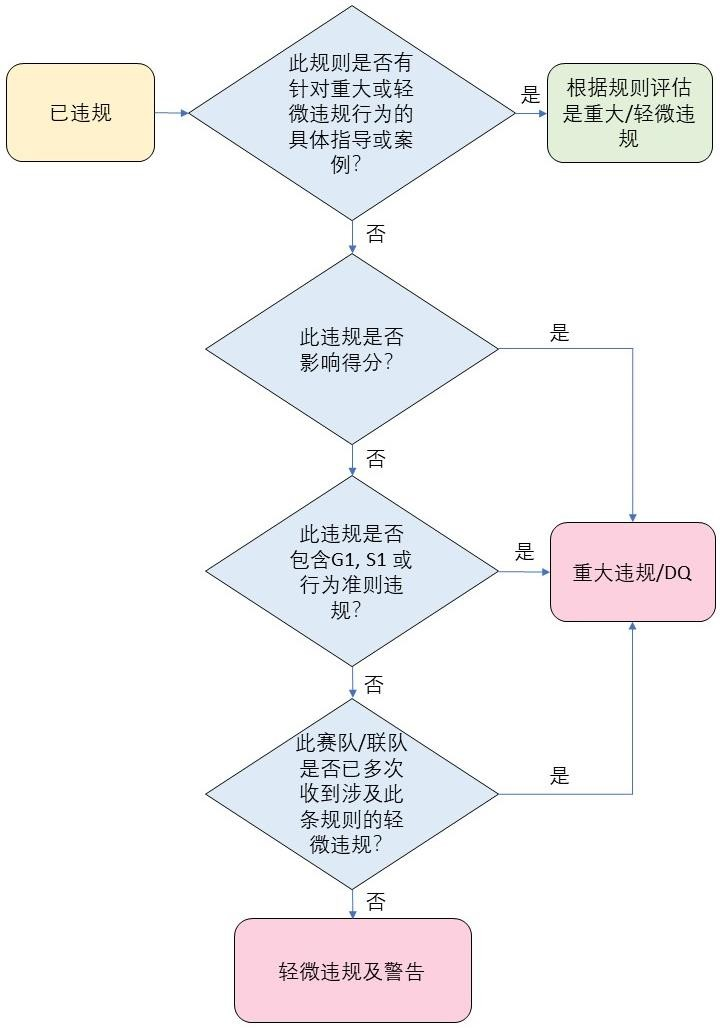 已违规
此规则是否有
针对重大或轻
微违规行为的
具体指导或案
例？
是
根据规则评估
是重大/轻微违
规
否
此违规是否
影响得分？
是
否
此违规是否
包含G1, S1 或
行为准则违
规？
是
重大违规/DQ
否
此赛队/联队
是否已多次
收到涉及此
条规则的轻
微违规？
是
否
轻微违规及警告